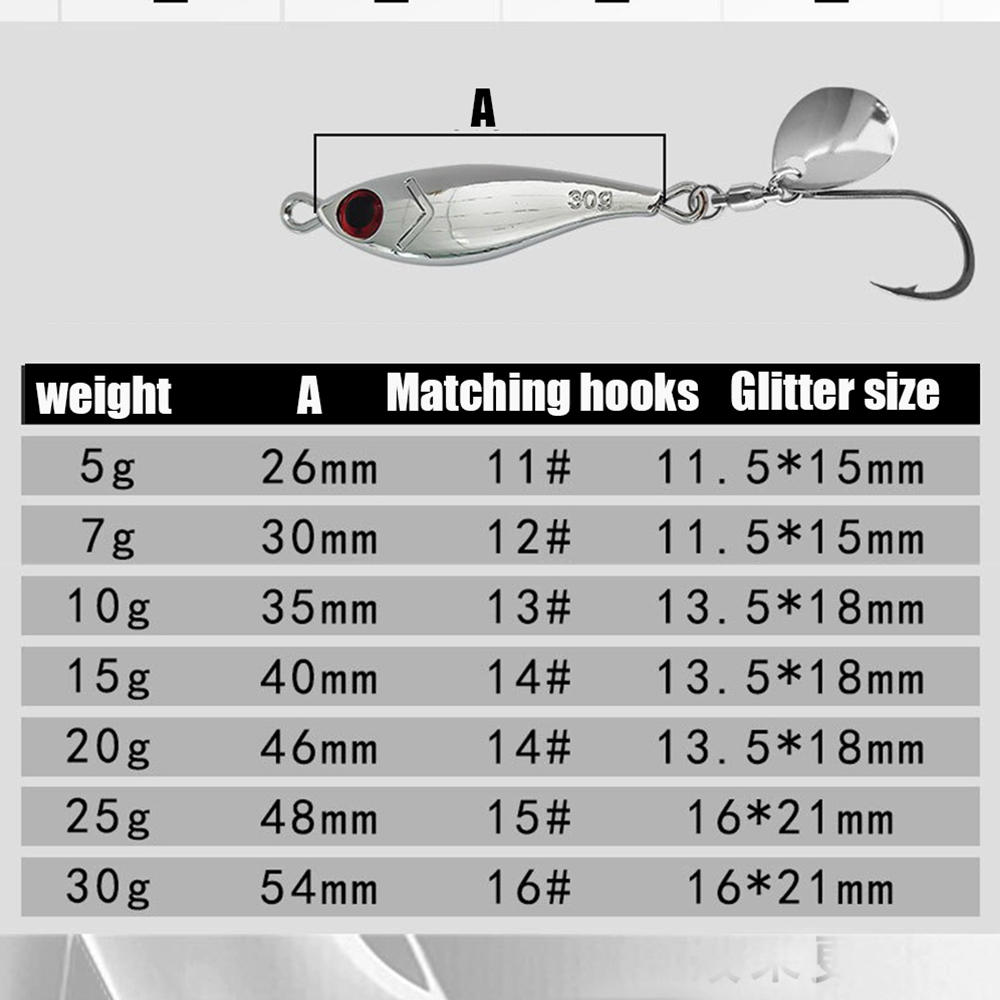 A
30g
weight A Matching hooks Glitter size
5g 26mm 11# 11.5*15mm
7g 30mm 12# 11.5*15mm
10g 35mm 13# 13.5*18mm
15g 40mm 14# 13.5*18mm
20g 46mm 14# 13.5*18mm
25g 48mm 15# 16*21mm
30g 54mm 16# 16*21mm